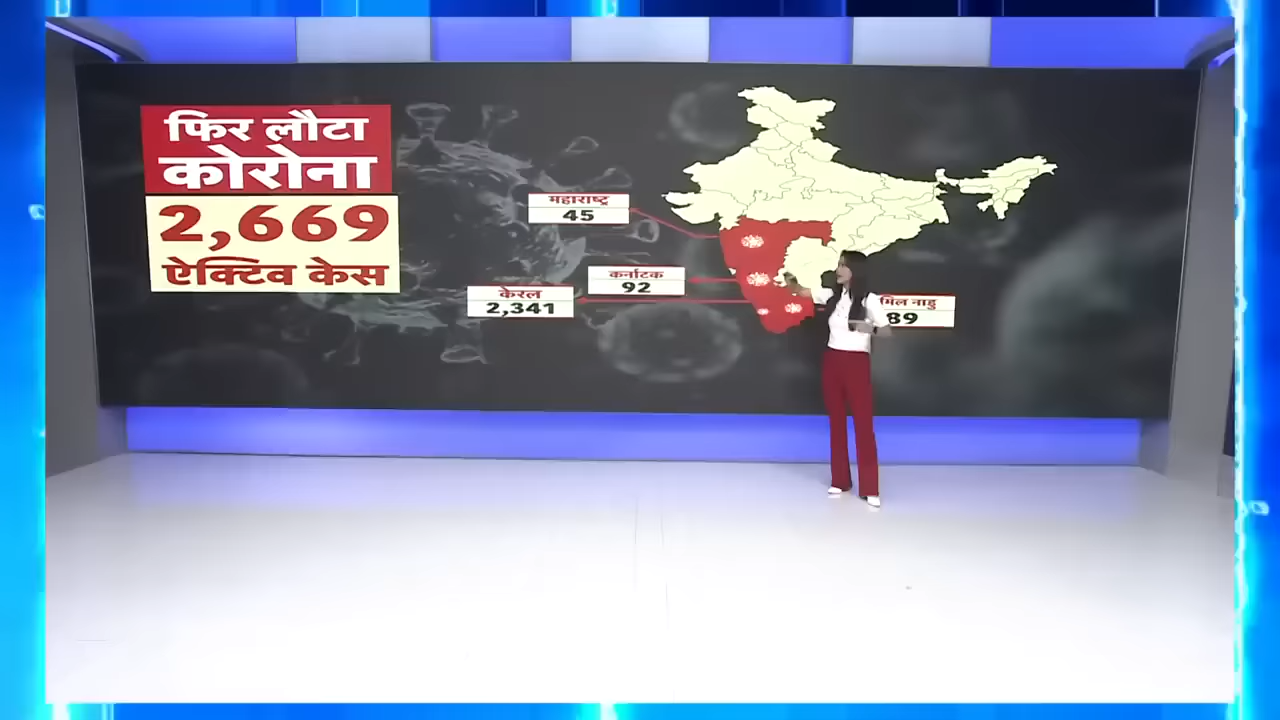 फिर लौटा
कोरोना
2,669
ऐक्टिव केस
महाराष्ट्र
45
कर्नाटक
92
केरल
2,341
नाडु
89